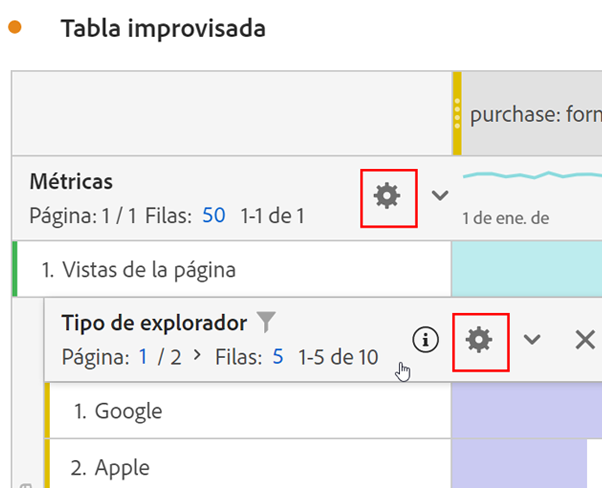 Tabla improvisada
purchase: forn
Métricas
Página: 1 / 1 Filas: 50 1-1 de 1
1 de ene. de
1. Vistas de la página
Tipo de explorador
Página: 1 / 2 > Filas: 5 1-5 de 10
1. Google
2. Apple